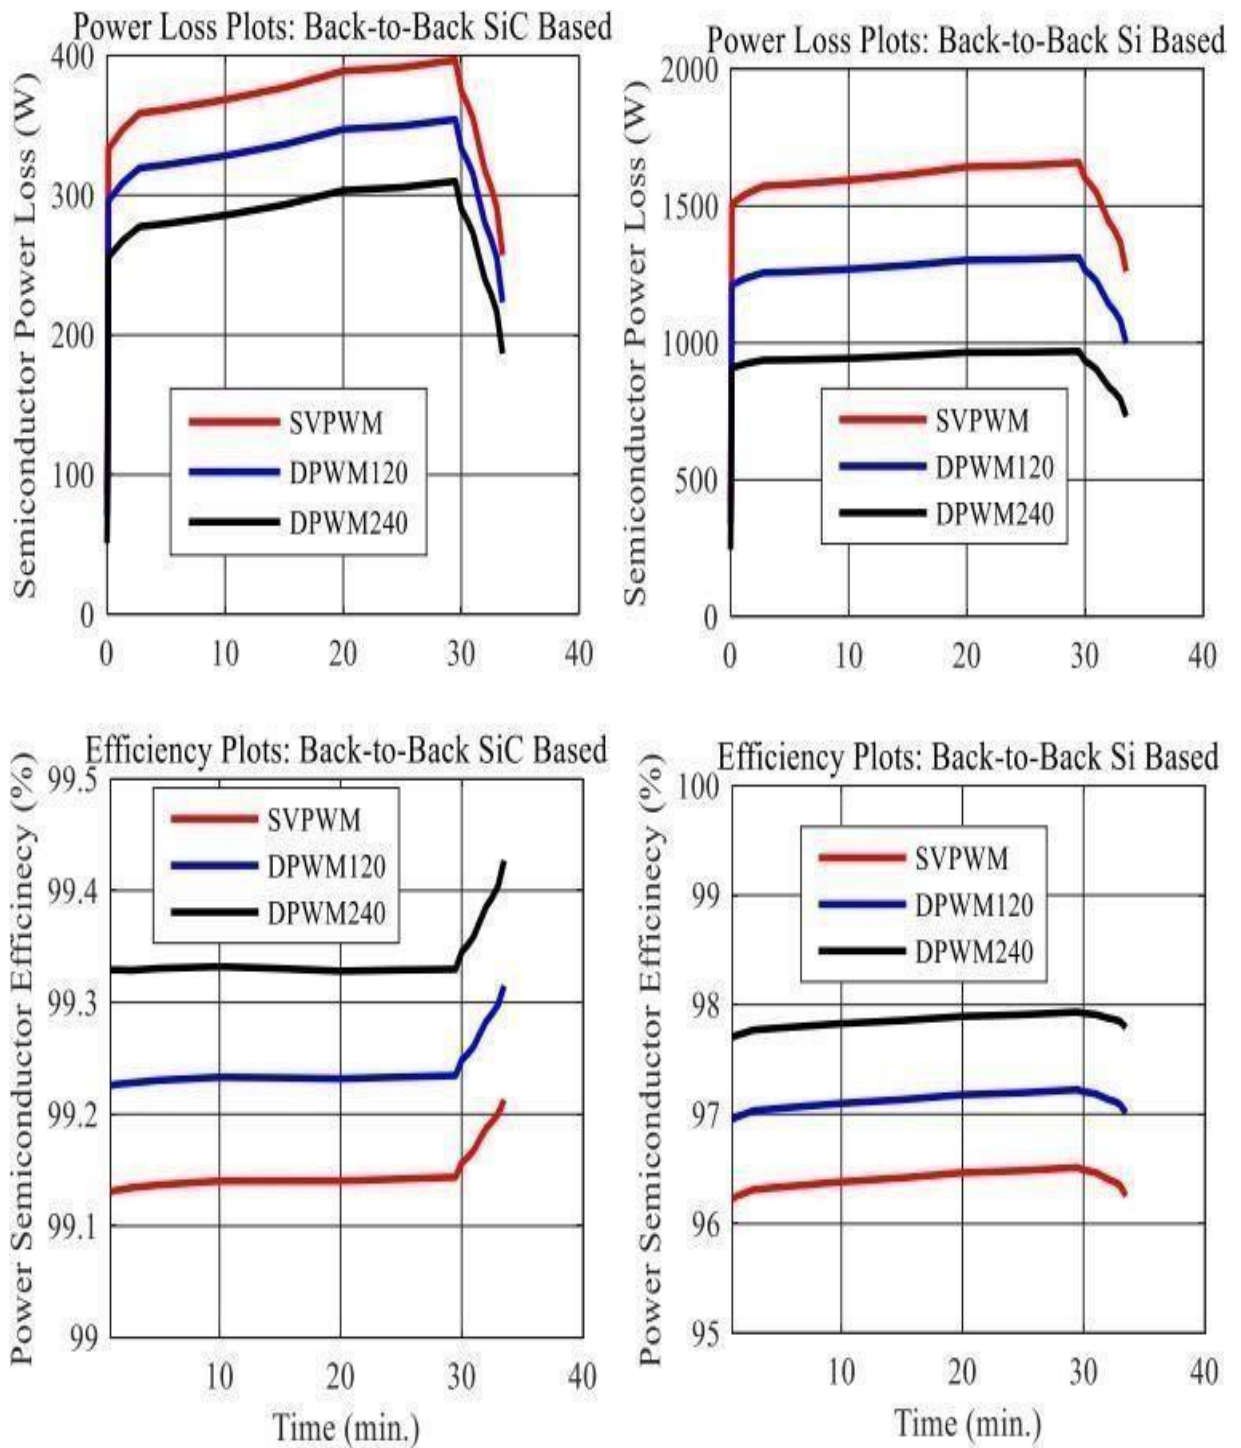 Power Loss Plots: Back-to-Back SiC Based
Semiconductor Power Loss (W)
400
300
200
100
0
SVPWM
DPWM120
DPWM240
0 10 20 30 40
Power Loss Plots: Back-to-Back Si Based
Semiconductor Power Loss (W)
2000
1500
1000
500
0
SVPWM
DPWM120
DPWM240
0 10 20 30 40
Efficiency Plots: Back-to-Back SiC Based
Power Semiconductor Efficinecy (%)
99.5
99.4
99.3
99.2
99.1
99
SVPWM
DPWM120
DPWM240
10 20 30 40
Time (min.)
Efficiency Plots: Back-to-Back Si Based
Power Semiconductor Efficinecy (%)
100
99
98
97
96
95
SVPWM
DPWM120
DPWM240
10 20 30 40
Time (min.)